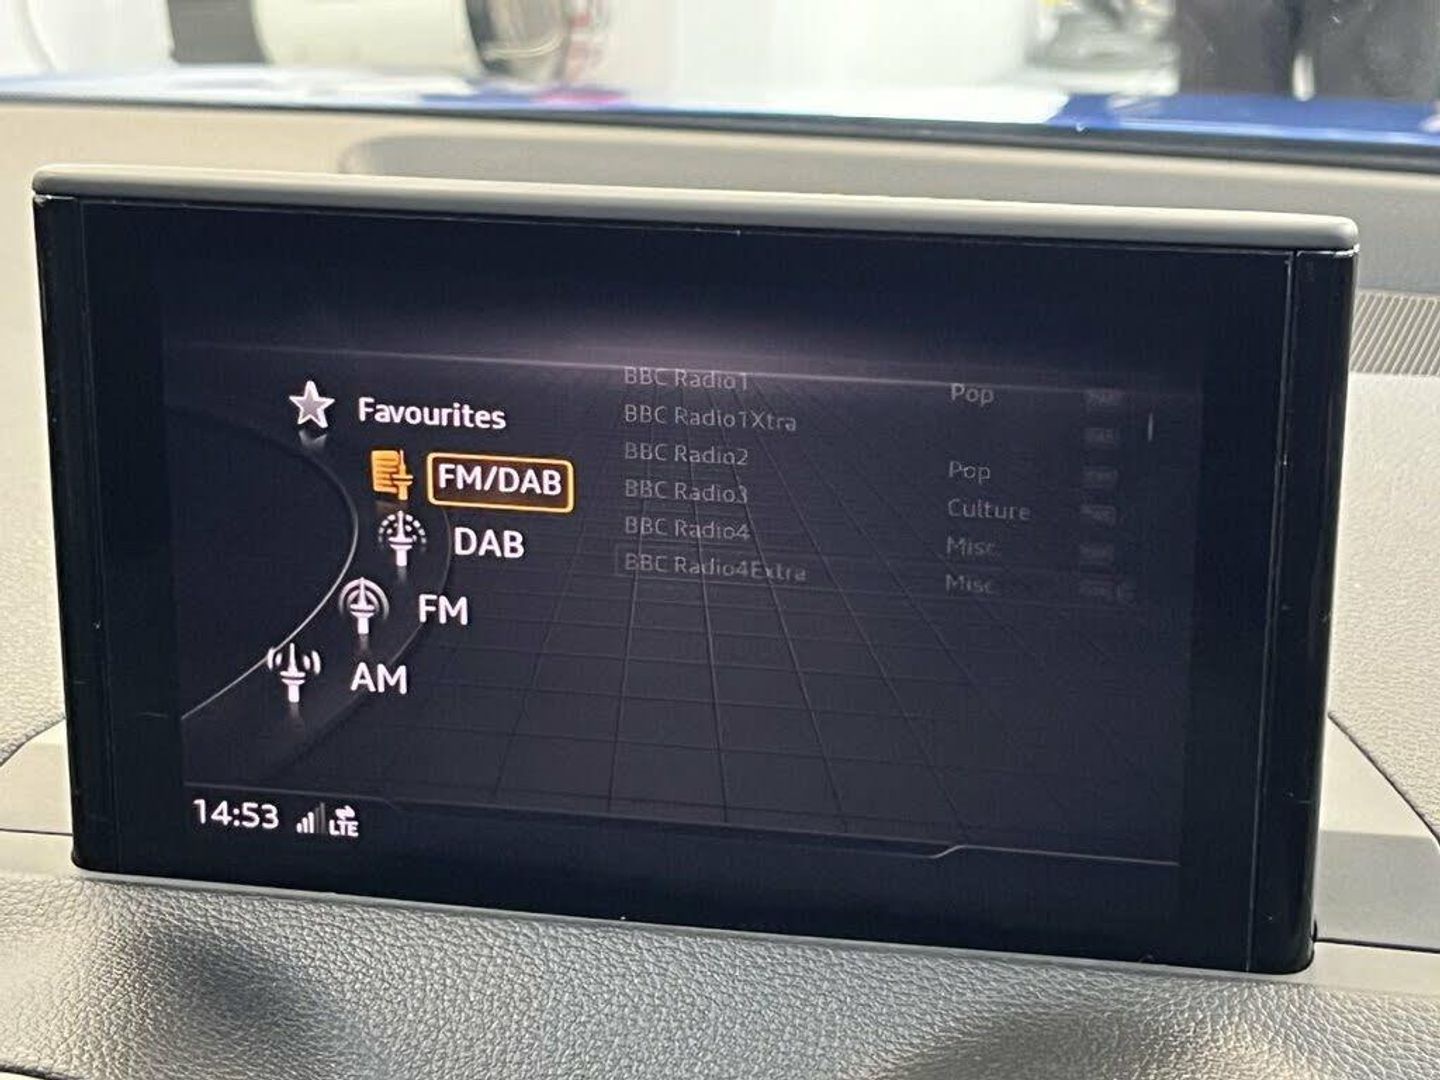 Favourites
FM/DAB
DAB
FM
AM
BBC Radio1 Pop
BBC Radio1Xtra
BBC Radio2 Pop
BBC Radio3 Culture
BBC Radio4 Misc.
BBC Radio4Extra Misc.
14:53 LTE